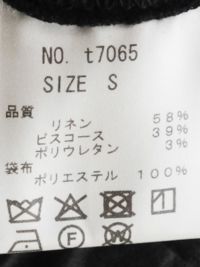 NO. t7065
SIZE S
品質
リネン 58%
ビスコース 39%
ポリウレタン 3%
袋布
ポリエステル 100%
F